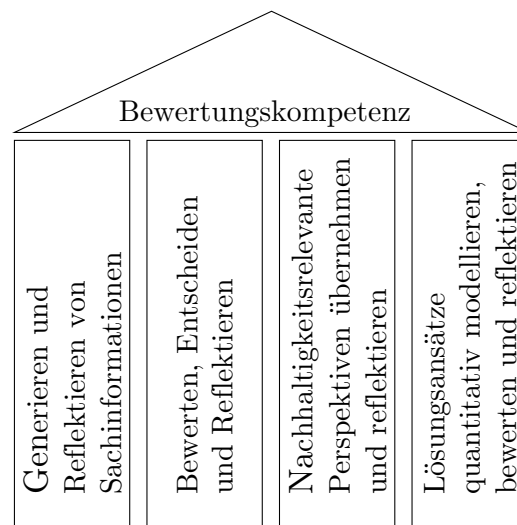 Bewertungskompetenz
Generieren und
Reflektieren von
Sachinformationen
Bewerten, Entscheiden
und Reflektieren
Nachhaltigkeitsrelevante
Perspektiven übernehmen
und reflektieren
Lösungsansätze
quantitativ modellieren,
bewerten und reflektieren